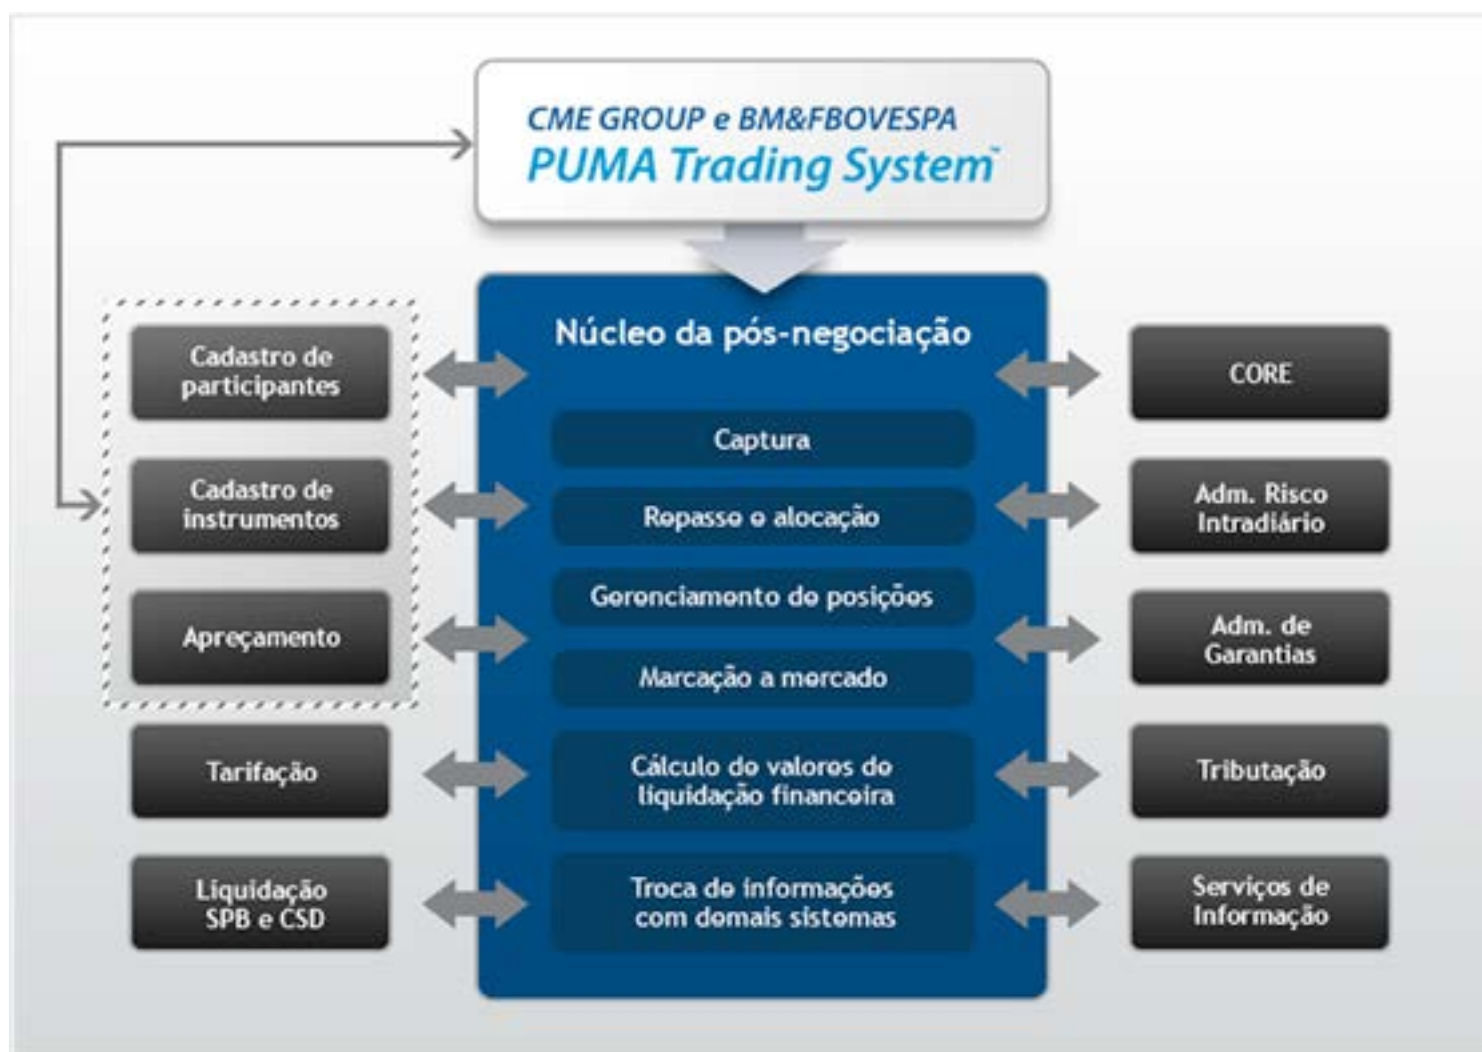 CME GROUP e BM&FBOVESPA
PUMA Trading System™
Núcleo da pós-negociação
Cadastro de
participantes
Cadastro de
instrumentos
Apreçamento
Tarifação
Liquidação
SPB e CSD
Captura
Repasse e alocação
Gerenciamento de posições
Marcação a mercado
Cálculo de valores de
liquidação financeira
Troca de informações
com demais sistemas
CORE
Adm. Risco
Intradiário
Adm. de
Garantias
Tributação
Serviços de
Informação